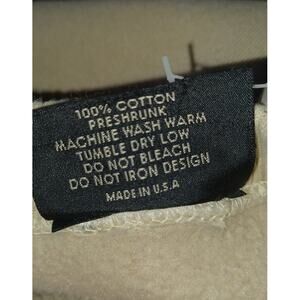 100% COTTON
PRESHRUNK
MACHINE WASH WARM
TUMBLE DRY LOW
DO NOT BLEACH
DO NOT IRON DESIGN
MADE IN U.S.A